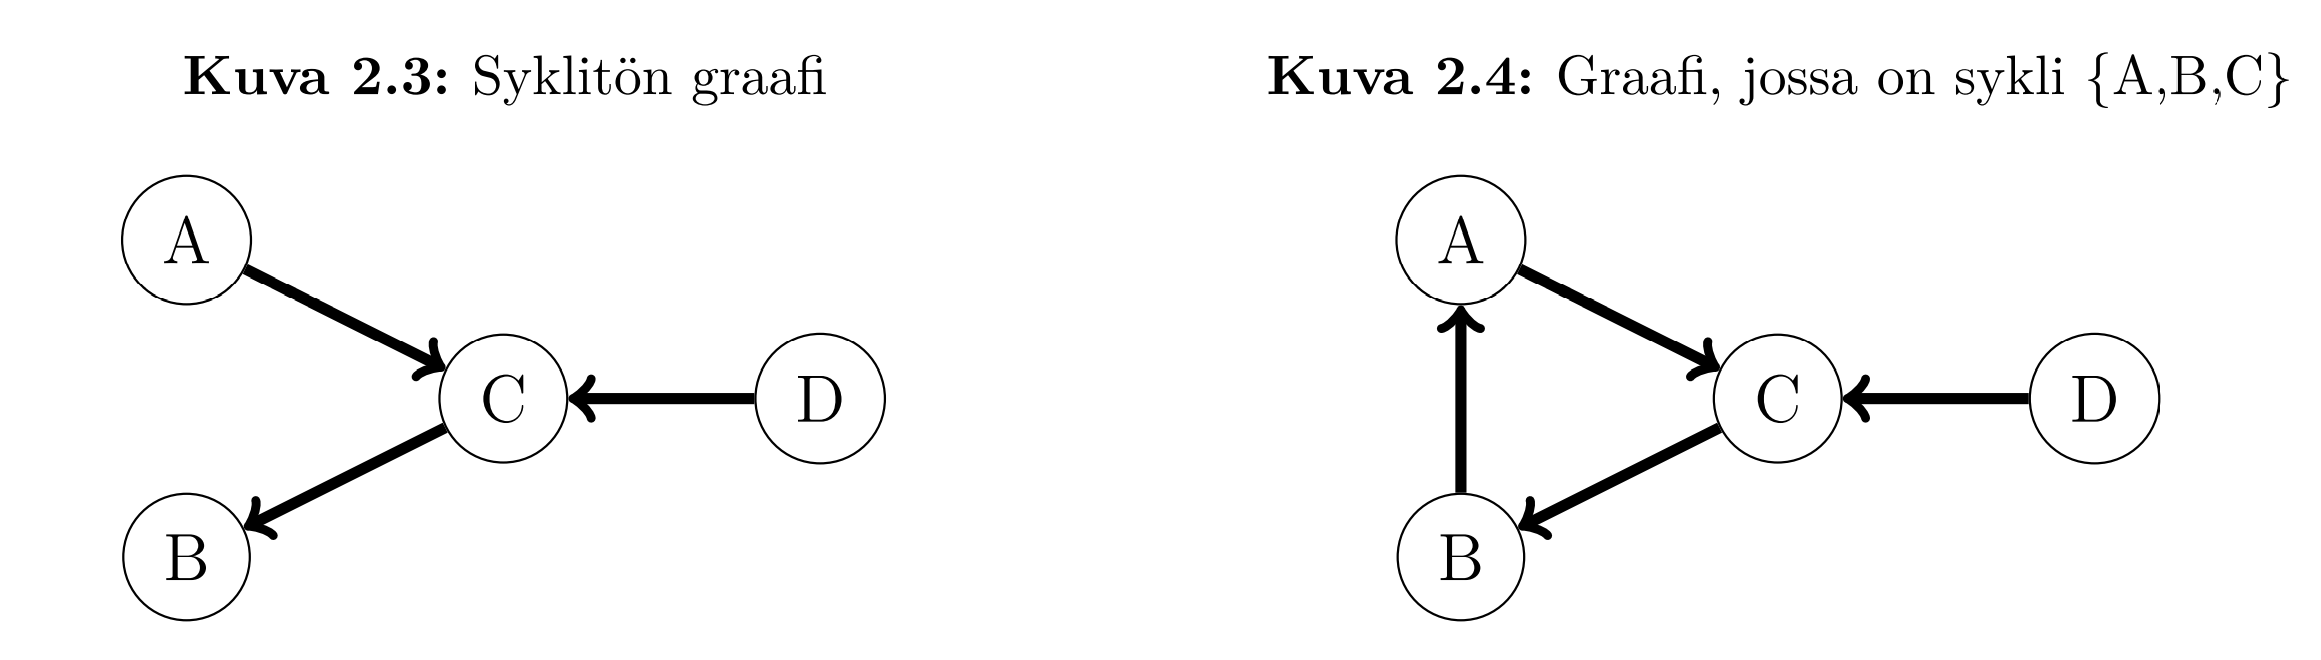 Kuva 2.3: Syklitön graafi
Kuva 2.4: Graafi, jossa on sykli {A,B,C}
A
C
D
B
A
C
D
B